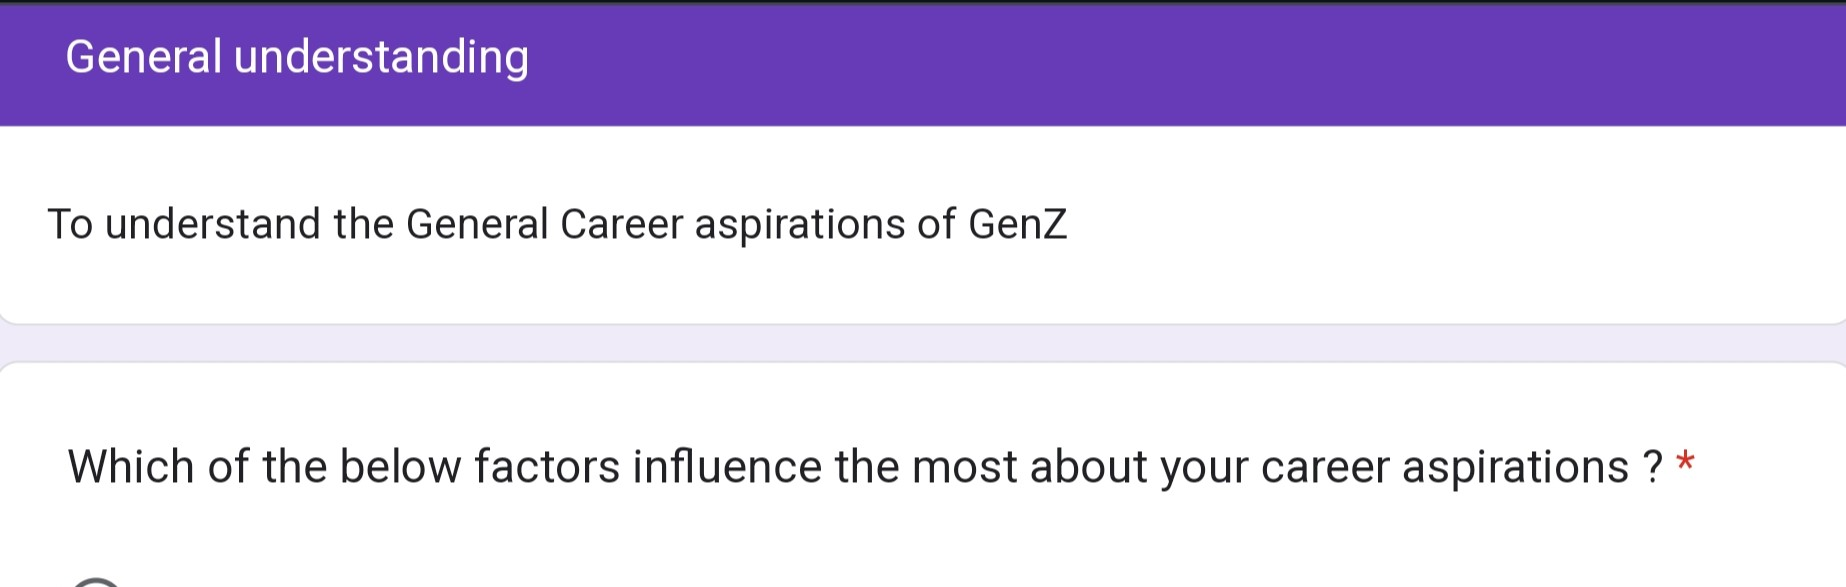 General understanding
To understand the General Career aspirations of GenZ
Which of the below factors influence the most about your career aspirations ? *